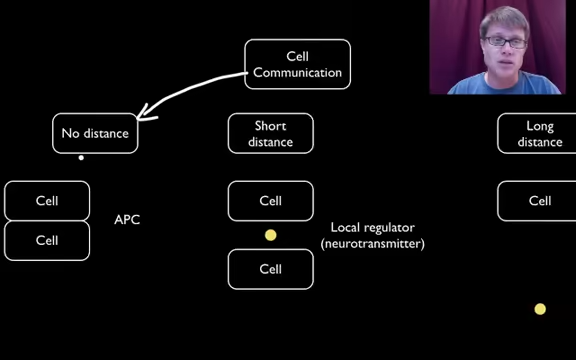 Cell
Communication
No distance
Short
distance
Long
distance
Cell
Cell
APC
Cell
Cell
Local regulator
(neurotransmitter)
Cell